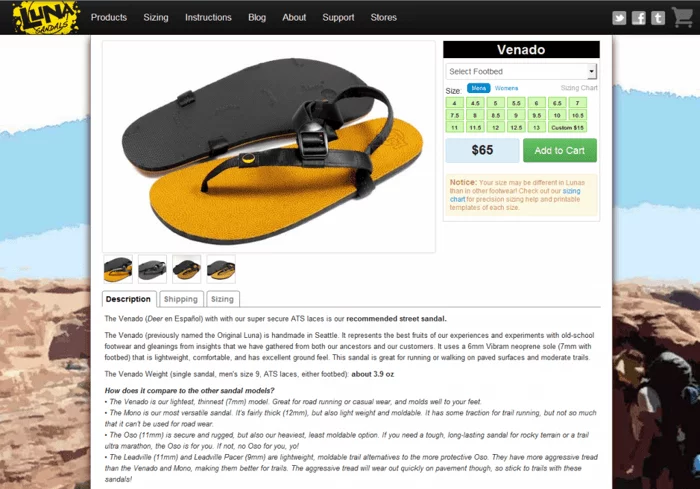 LUNA
SANDALS
Products Sizing Instructions Blog About Support Stores
Venado
Select Footbed
Size: Mens Womens Sizing Chart
4 4.5 5 5.5 6 6.5 7
7.5 8 8.5 9 9.5 10 10.5
11 11.5 12 12.5 13 Custom $15
$65 Add to Cart
Notice: Your size may be different in Lunas
than in other footwear! Check out our sizing
chart for precision sizing help and printable
templates of each size.
Description Shipping Sizing
The Venado (Deer en Español) with with our super secure ATS laces is our recommended street sandal.
The Venado (previously named the Original Luna) is handmade in Seattle. It represents the best fruits of our experiences and experiments with old-school
footwear and gleanings from insights that we have gathered from both our ancestors and our customers. It uses a 6mm Vibram neoprene sole (7mm with
footbed) that is lightweight, comfortable, and has excellent ground feel. This sandal is great for running or walking on paved surfaces and moderate trails.
The Venado Weight (single sandal, men's size 9, ATS laces, either footbed): about 3.9 oz
How does it compare to the other sandal models?
• The Venado is our lightest, thinnest (7mm) model. Great for road running or casual wear, and molds well to your feet.
• The Mono is our most versatile sandal. It's fairly thick (12mm), but also light weight and moldable. It has some traction for trail running, but not so much
that it can't be used for road wear.
• The Oso (11mm) is secure and rugged, but also our heaviest, least moldable option. If you need a tough, long-lasting sandal for rocky terrain or a trail
ultra marathon, the Oso is for you. If not, no Oso for you, yo!
• The Leadville (11mm) and Leadville Pacer (9mm) are lightweight, moldable trail alternatives to the more protective Oso. They have more aggressive tread
than the Venado and Mono, making them better for trails. The aggressive tread will wear out quickly on pavement though, so stick to trails with these
sandals!